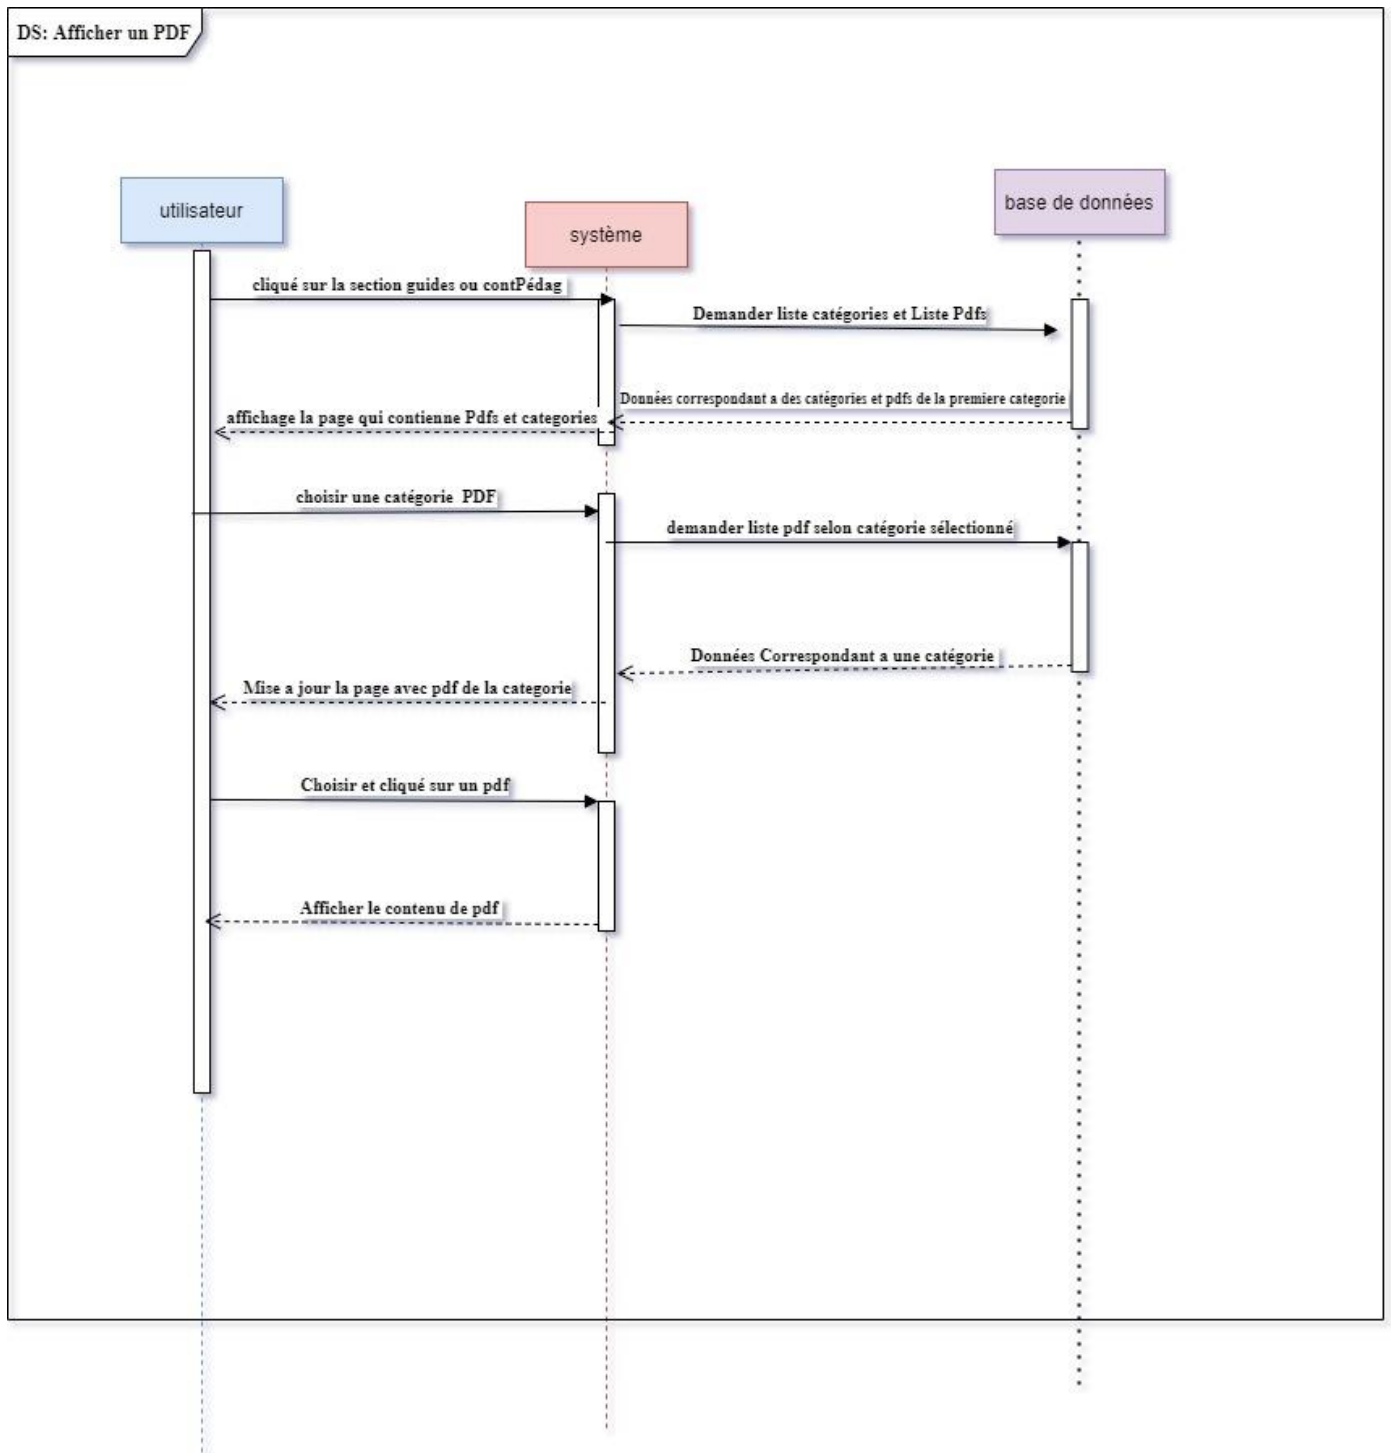 DS: Afficher un PDF
utilisateur
système
base de données
cliqué sur la section guides ou contPédag
Demander liste catégories et Liste Pdfs
Données correspondant a des catégories et pdfs de la premiere categorie
affichage la page qui contienne Pdfs et categories
choisir une catégorie PDF
demander liste pdf selon catégorie sélectionné
Données Correspondant a une catégorie
Mise a jour la page avec pdf de la categorie
Choisir et cliqué sur un pdf
Afficher le contenu de pdf